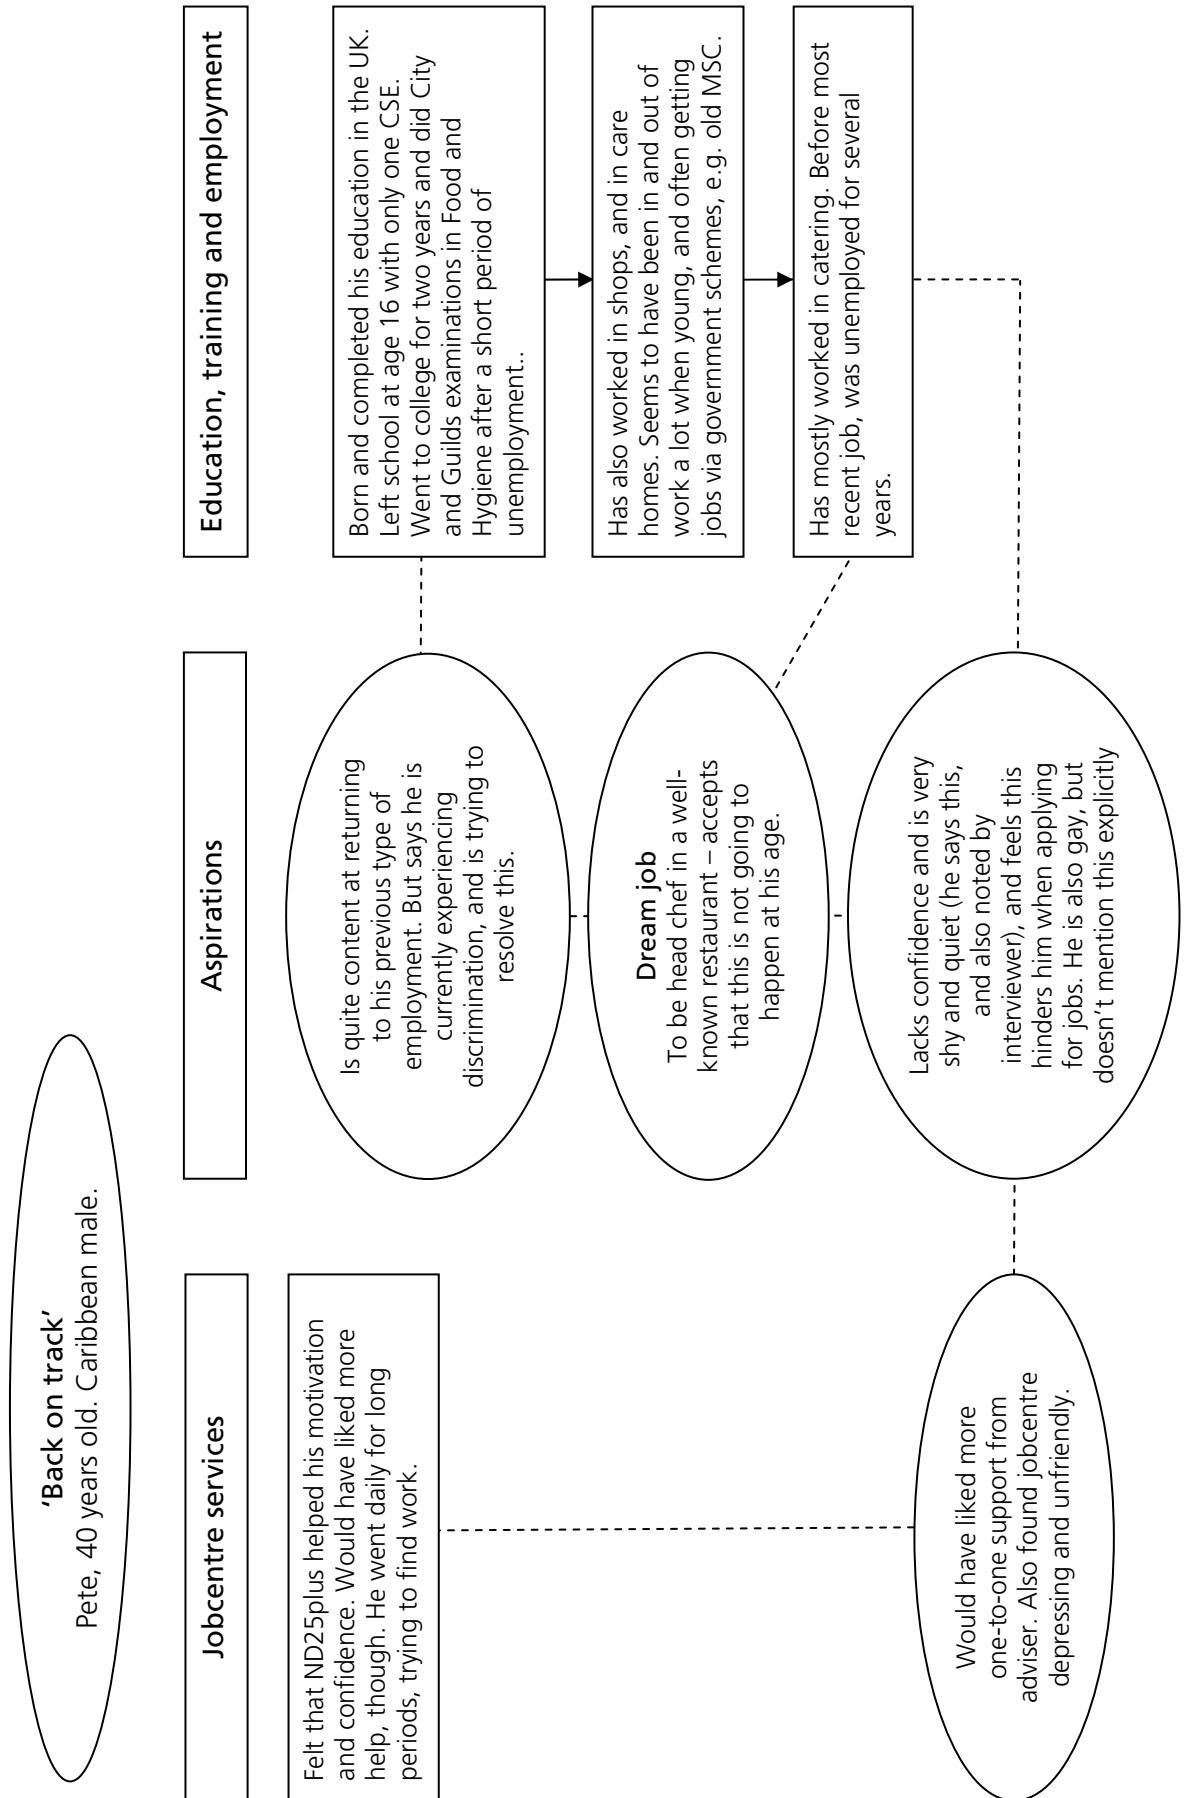 'Back on track'
Pete, 40 years old. Caribbean male.
Jobcentre services
Felt that ND25plus helped his motivation
and confidence. Would have liked more
help, though. He went daily for long
periods, trying to find work.
Would have liked more
one-to-one support from
adviser. Also found jobcentre
depressing and unfriendly.
Aspirations
Is quite content at returning
to his previous type of
employment. But says he is
currently experiencing
discrimination, and is trying to
resolve this.
Dream job
To be head chef in a well-
known restaurant – accepts
that this is not going to
happen at his age.
Lacks confidence and is very
shy and quiet (he says this,
and also noted by
interviewer), and feels this
hinders him when applying
for jobs. He is also gay, but
doesn't mention this explicitly
Education, training and employment
Born and completed his education in the UK.
Left school at age 16 with only one CSE.
Went to college for two years and did City
and Guilds examinations in Food and
Hygiene after a short period of
unemployment..
Has also worked in shops, and in care
homes. Seems to have been in and out of
work a lot when young, and often getting
jobs via government schemes, e.g. old MSC.
Has mostly worked in catering. Before most
recent job, was unemployed for several
years.